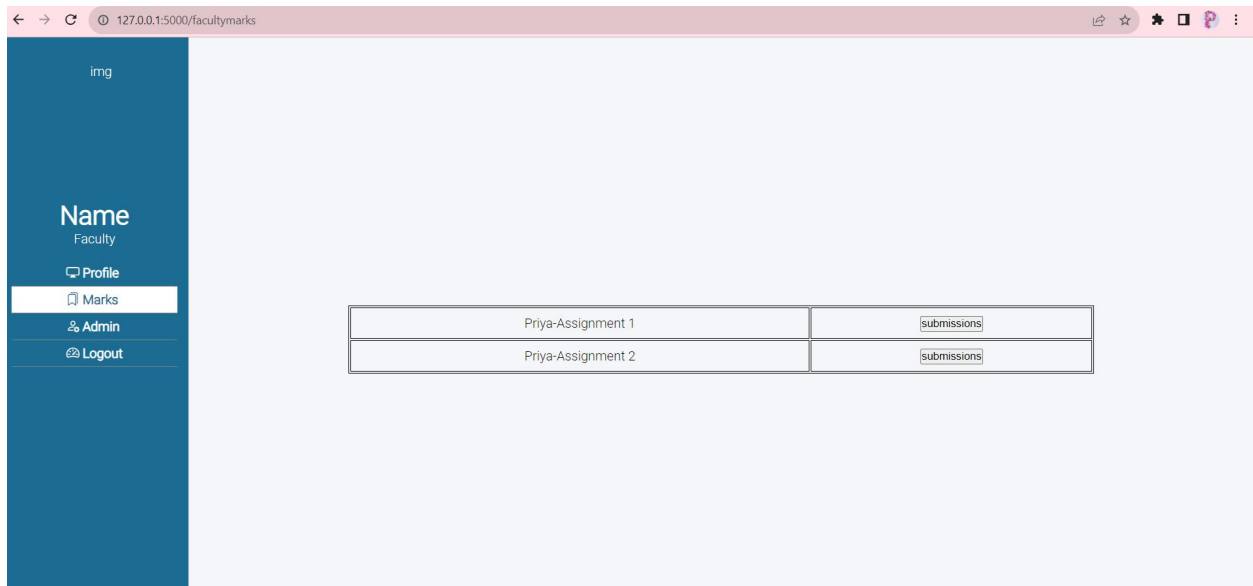 127.0.0.1:5000/facultymarks
img
Name
Faculty
Profile
Marks
Admin
Logout
Priya-Assignment 1 submissions
Priya-Assignment 2 submissions